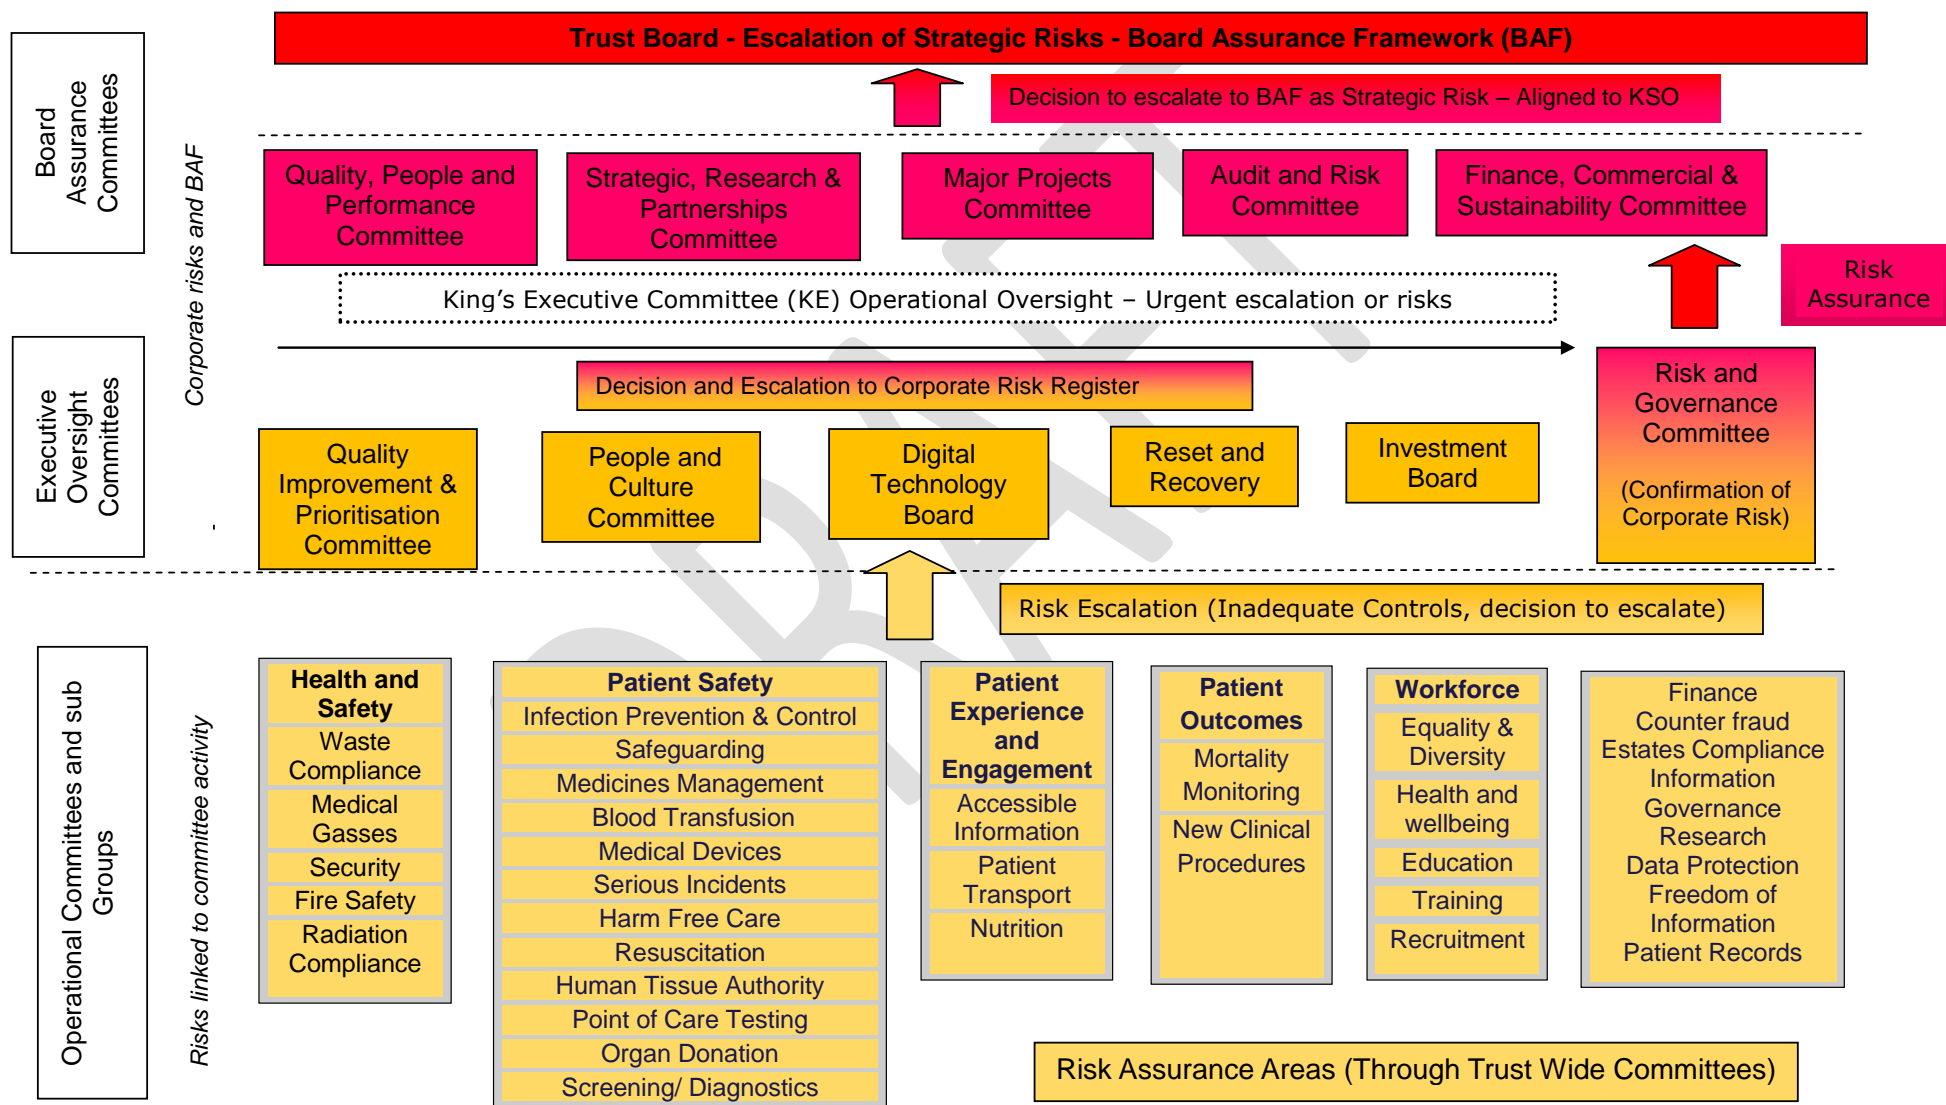 Trust Board - Escalation of Strategic Risks - Board Assurance Framework (BAF)
Decision to escalate to BAF as Strategic Risk – Aligned to KSO
Board
Assurance
Committees
Corporate risks and BAF
Quality, People and
Performance
Committee
Strategic, Research &
Partnerships
Committee
Major Projects
Committee
Audit and Risk
Committee
Finance, Commercial &
Sustainability Committee
King’s Executive Committee (KE) Operational Oversight – Urgent escalation or risks
Risk
Assurance
Executive
Oversight
Committees
-
Decision and Escalation to Corporate Risk Register
Risk and
Governance
Committee
(Confirmation of
Corporate Risk)
Quality
Improvement &
Prioritisation
Committee
People and
Culture
Committee
Digital
Technology
Board
Reset and
Recovery
Investment
Board
Risk Escalation (Inadequate Controls, decision to escalate)
Operational Committees and sub
Groups
Risks linked to committee activity
Health and
Safety
Waste
Compliance
Medical
Gasses
Security
Fire Safety
Radiation
Compliance
Patient Safety
Infection Prevention & Control
Safeguarding
Medicines Management
Blood Transfusion
Medical Devices
Serious Incidents
Harm Free Care
Resuscitation
Human Tissue Authority
Point of Care Testing
Organ Donation
Screening/ Diagnostics
Patient
Experience
and
Engagement
Accessible
Information
Patient
Transport
Nutrition
Patient
Outcomes
Mortality
Monitoring
New Clinical
Procedures
Workforce
Equality &
Diversity
Health and
wellbeing
Education
Training
Recruitment
Finance
Counter fraud
Estates Compliance
Information
Governance
Research
Data Protection
Freedom of
Information
Patient Records
Risk Assurance Areas (Through Trust Wide Committees)
DRAFT